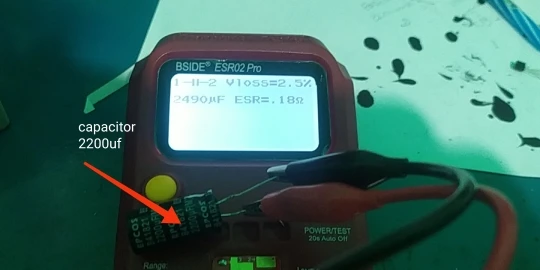 BSIDE® ESR02 Pro
1-||-2 Vloss=2.5%
2490µF ESR=.18Ω
capacitor
2200uf
POWER/TEST
20s Auto Off
Range: